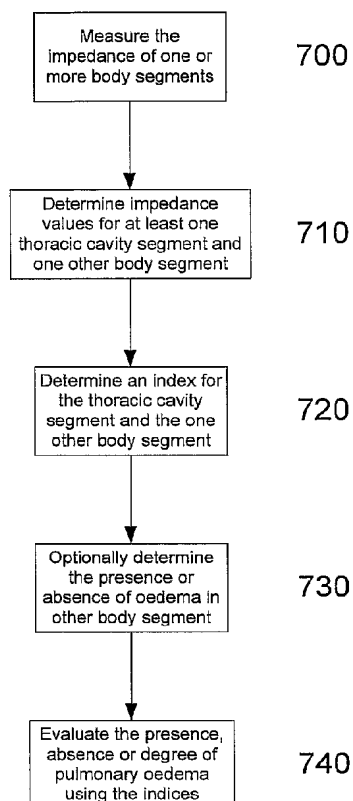 Measure the
impedance of one or
more body segments
700
Determine impedance
values for at least one
thoracic cavity segment and
one other body segment
710
Determine an index for
the thoracic cavity
segment and the one
other body segment
720
Optionally determine
the presence or
absence of oedema in
other body segment
730
Evaluate the presence,
absence or degree of
pulmonary oedema
using the indices
740